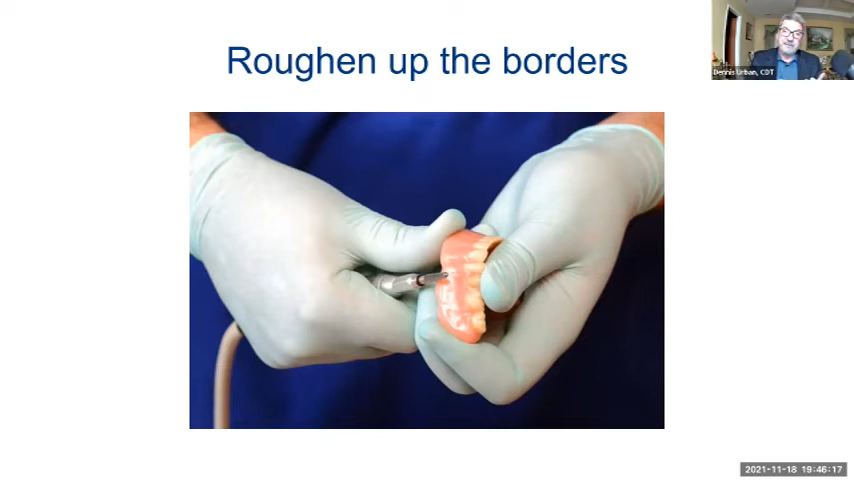 Roughen up the borders
Dennis Urban, CDT
2021-11-18 19:46:17